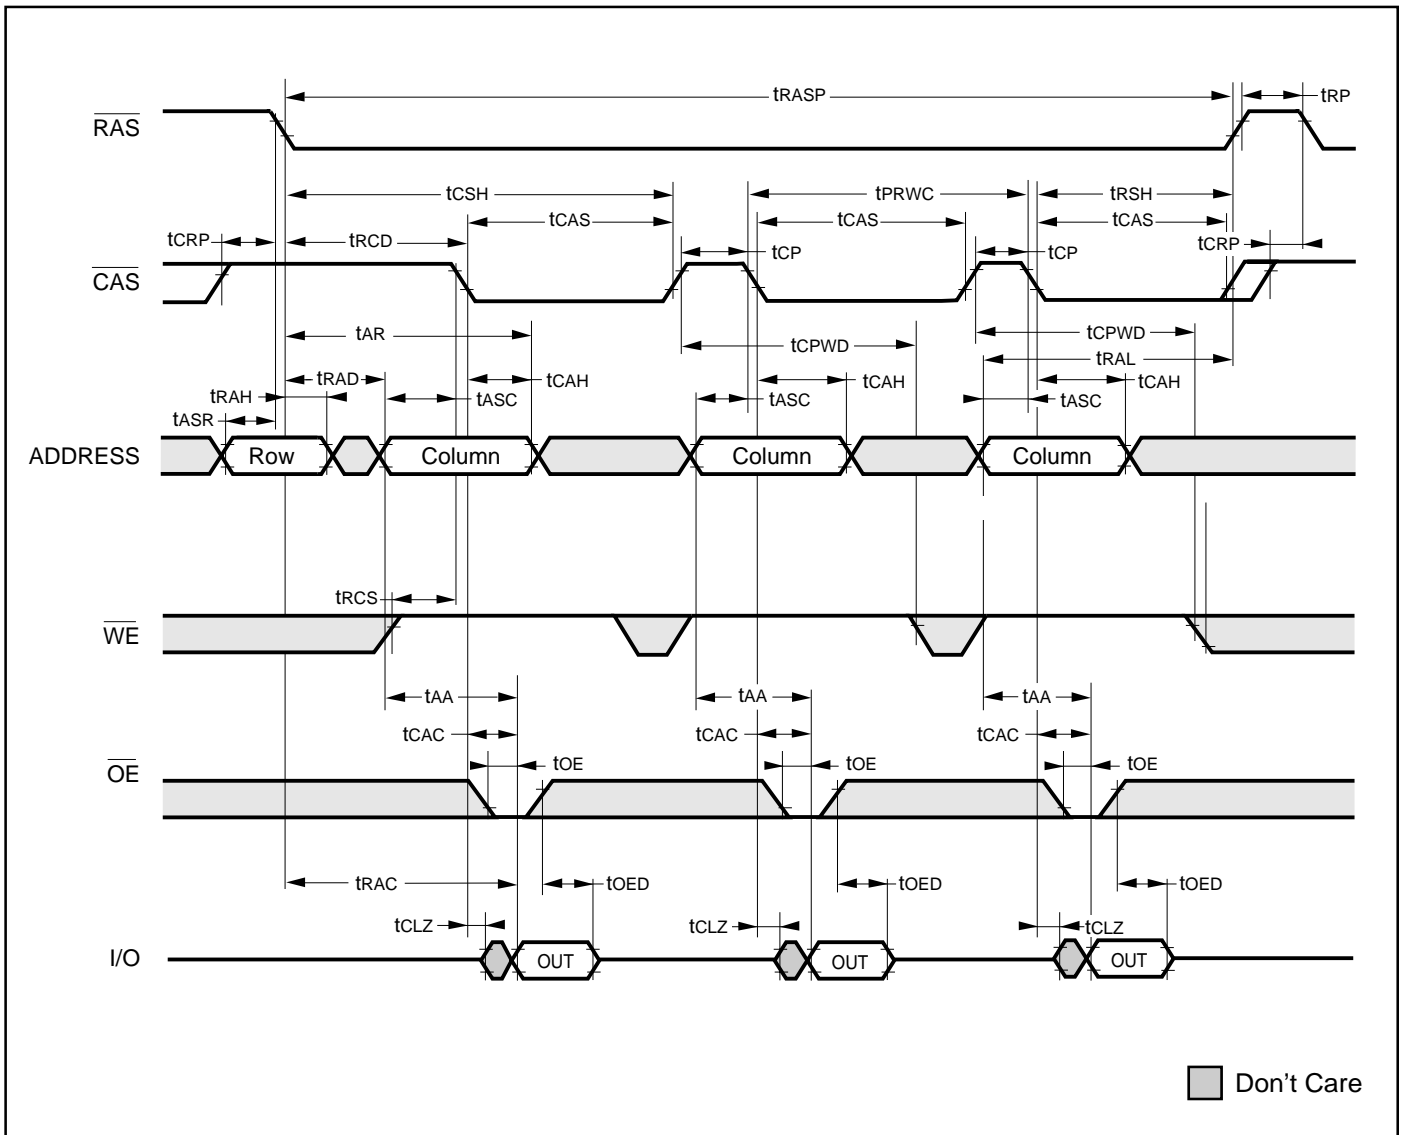 tRASP
tRP
RAS
tCSH
tPRWC
tRSH
tCAS
tCAS
tCAS
tCRP
tRCD
tCP
tCP
tCRP
CAS
tAR
tCPWD
tCPWD
tRAL
tRAD
tCAH
tCAH
tCAH
tRAH
tASC
tASC
tASC
tASR
ADDRESS
Row
Column
Column
Column
tRCS
WE
tAA
tAA
tAA
tCAC
tCAC
tCAC
OE
tOE
tOE
tOE
tRAC
tOED
tOED
tOED
tCLZ
tCLZ
tCLZ
I/O
OUT
OUT
OUT
Don't Care